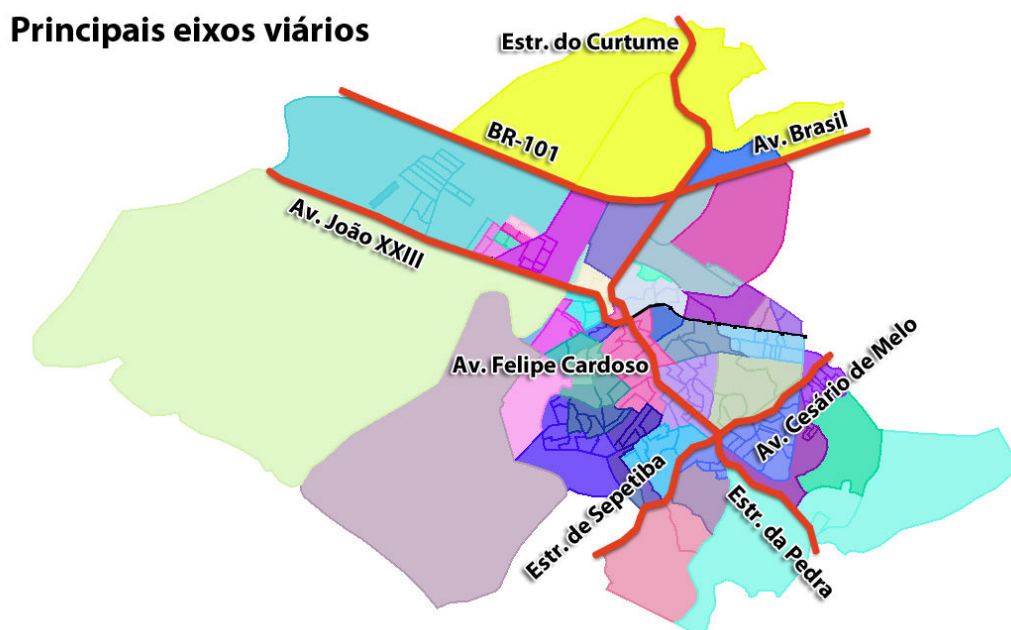 Principais eixos viários
Estr. do Curtume
BR-101
Av. Brasil
Av. João XXIII
Av. Felipe Cardoso
Av. Cesário de Melo
Estr. de Sepetiba
Estr. da Pedra